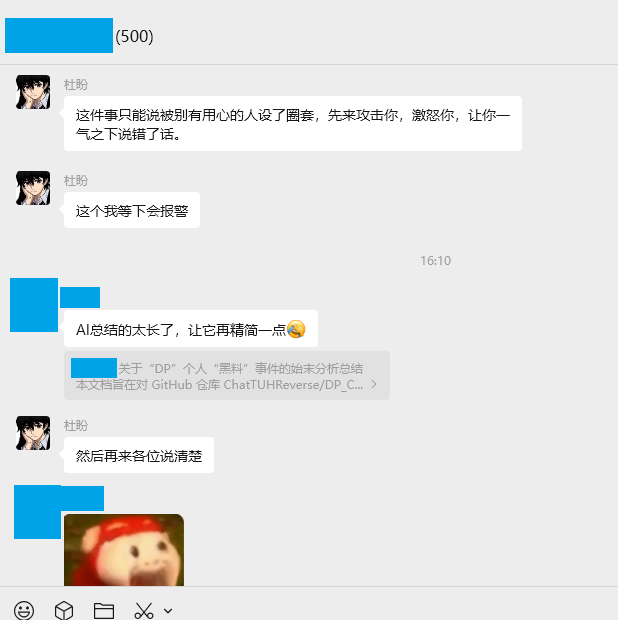 (500)
杜盼
这件事只能说被别有用心的人设了圈套，先来攻击你，激怒你，让你一
气之下说错了话。
杜盼
这个我等下会报警
16:10
AI总结的太长了，让它再精简一点😂
关于“DP”个人“黑料”事件的始末分析总结
本文档旨在对 GitHub 仓库 ChatTUHReverse/DP_C...
杜盼
然后再来各位说清楚